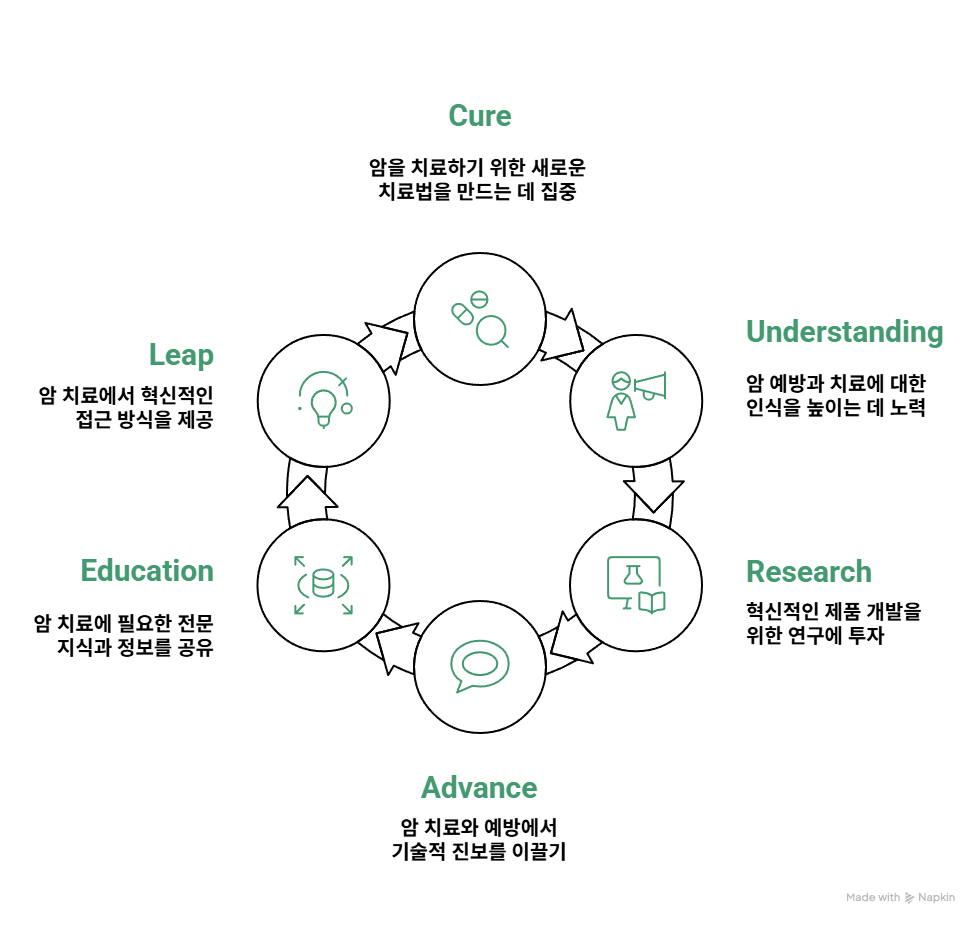 Cure
암을 치료하기 위한 새로운
치료법을 만드는 데 집중
Understanding
암 예방과 치료에 대한
인식을 높이는 데 노력
Leap
암 치료에서 혁신적인
접근 방식을 제공
Education
암 치료에 필요한 전문
지식과 정보를 공유
Research
혁신적인 제품 개발을
위한 연구에 투자
Advance
암 치료와 예방에서
기술적 진보를 이끌기
Made with Napkin